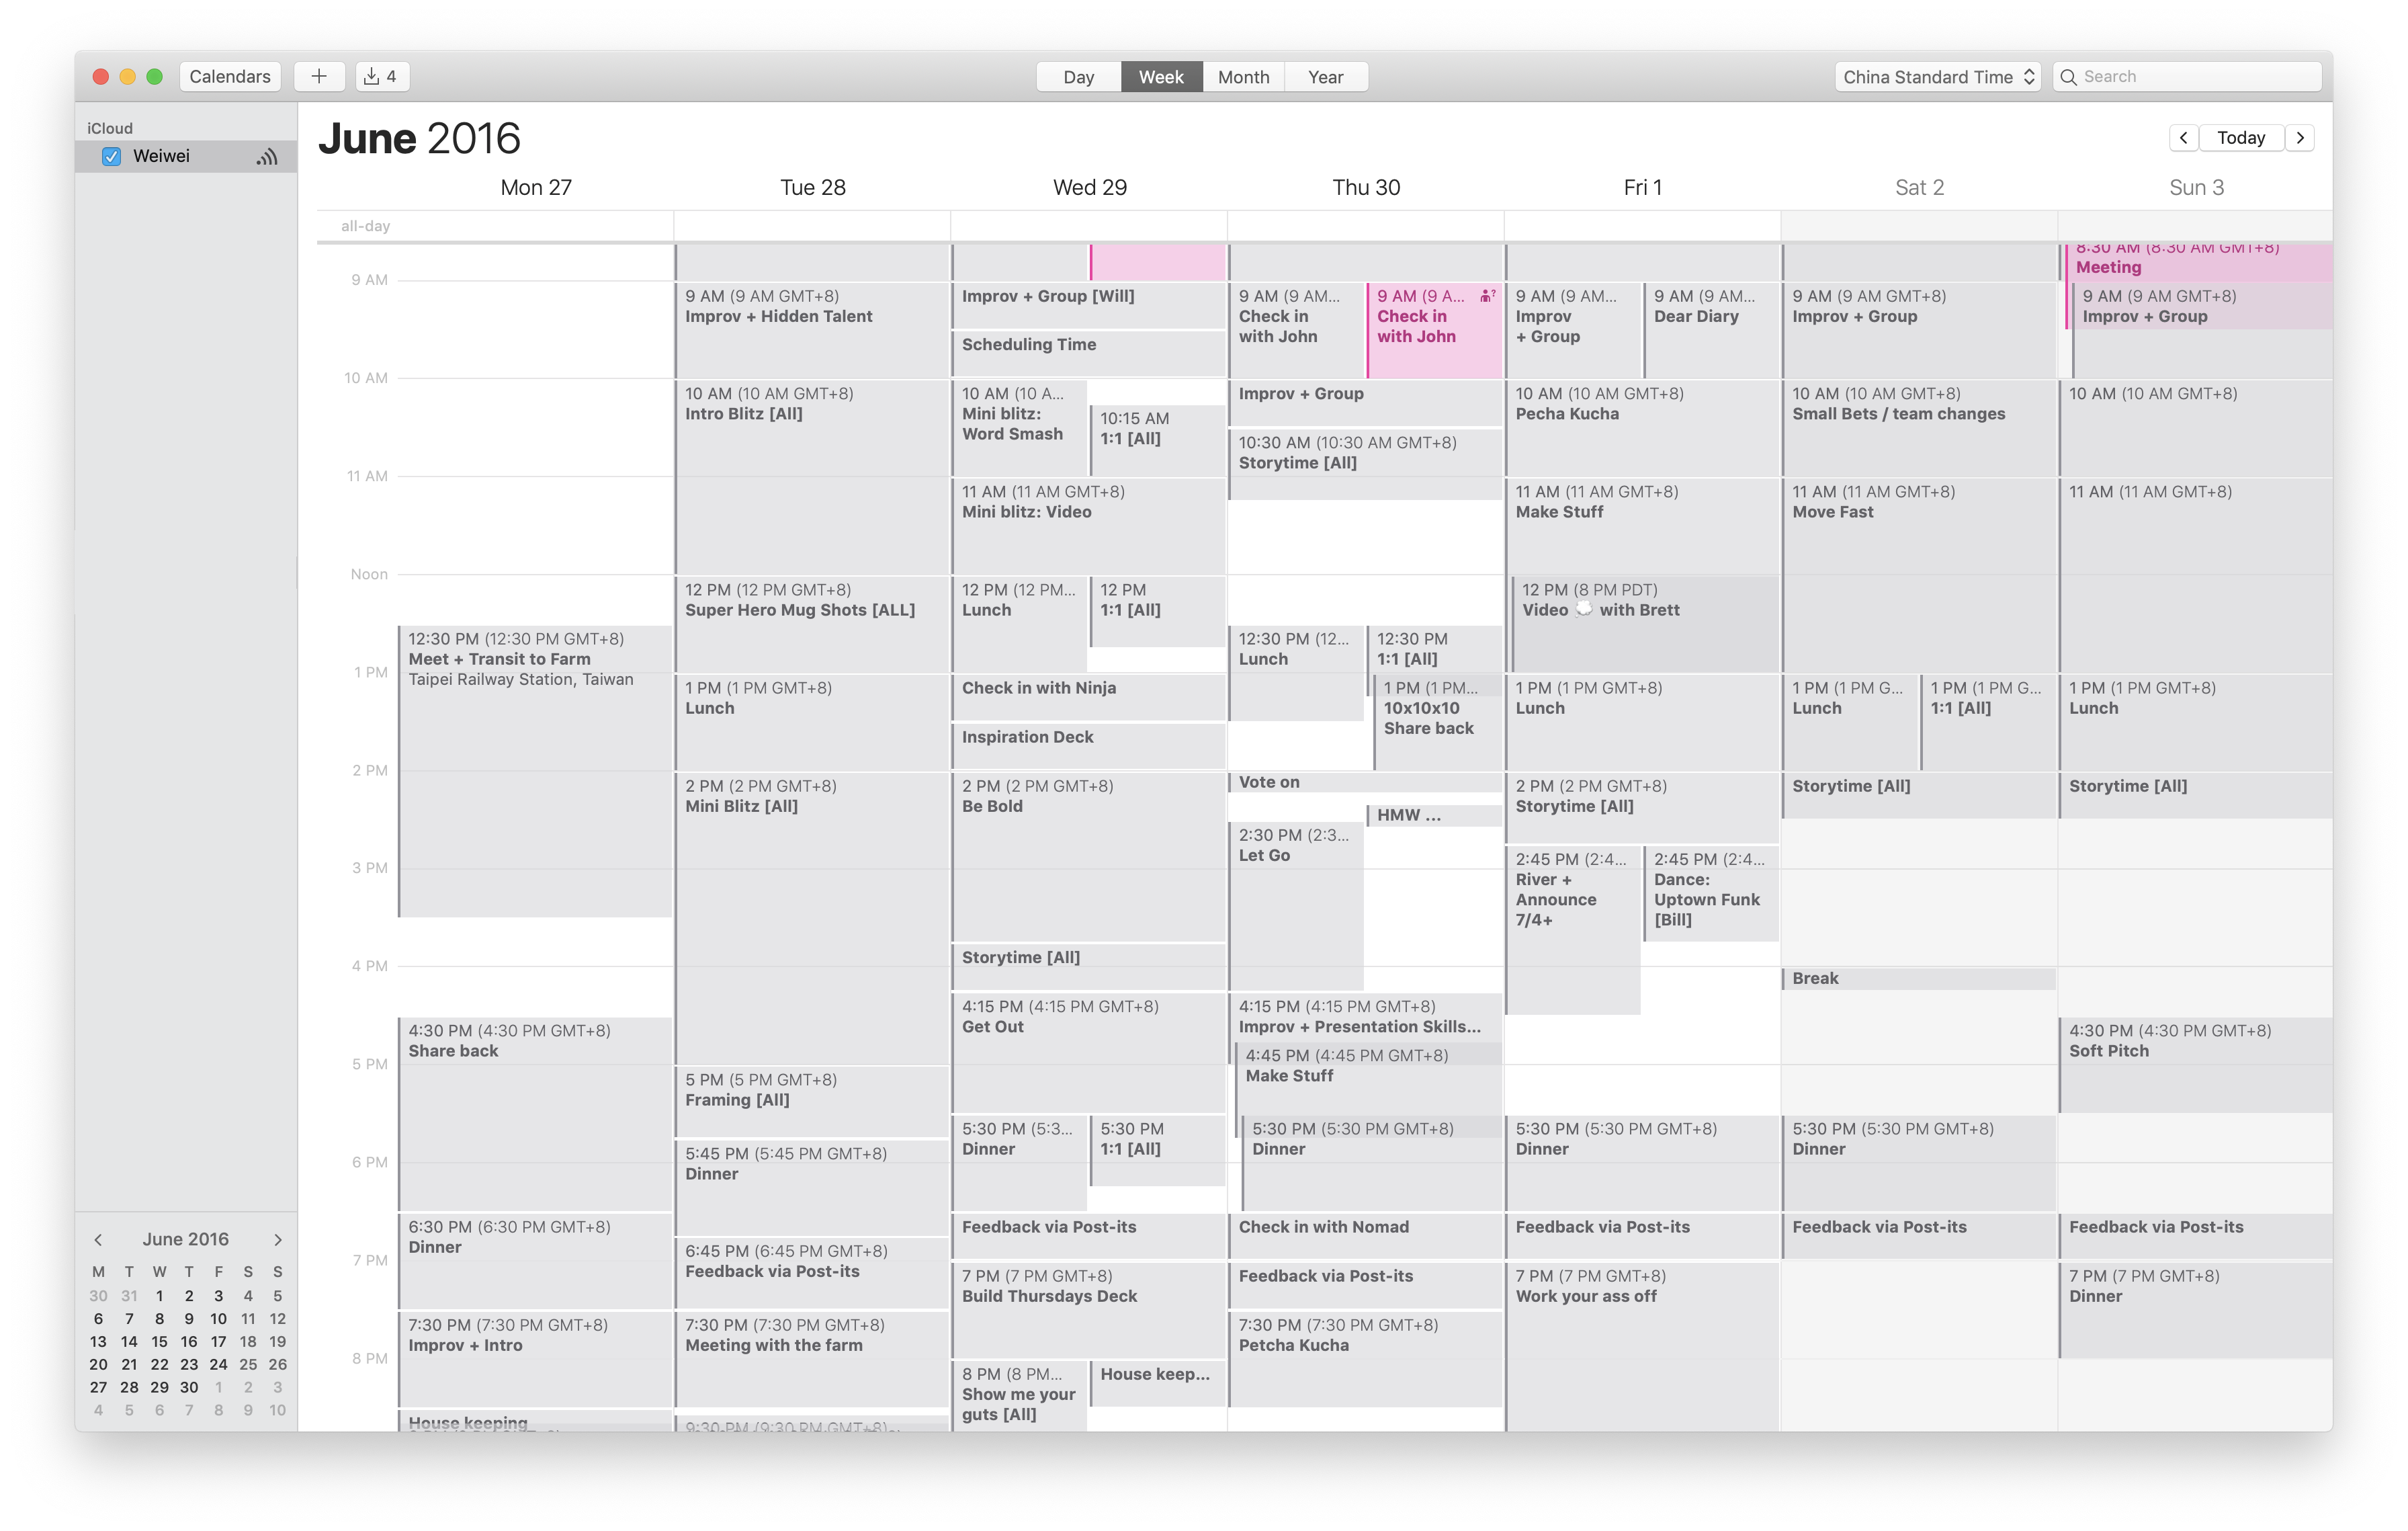 Calendars
+
4
Day
Week
Month
Year
China Standard Time
Search
iCloud
Weiwei
June 2016
Today
Mon 27
Tue 28
Wed 29
Thu 30
Fri 1
Sat 2
Sun 3
all-day
9 AM
10 AM
11 AM
Noon
1 PM
2 PM
3 PM
4 PM
5 PM
6 PM
7 PM
8 PM
12:30 PM (12:30 PM GMT+8)
Meet + Transit to Farm
Taipei Railway Station, Taiwan
4:30 PM (4:30 PM GMT+8)
Share back
6:30 PM (6:30 PM GMT+8)
Dinner
7:30 PM (7:30 PM GMT+8)
Improv + Intro
House keeping
9 AM (9 AM GMT+8)
Improv + Hidden Talent
10 AM (10 AM GMT+8)
Intro Blitz [All]
12 PM (12 PM GMT+8)
Super Hero Mug Shots [ALL]
1 PM (1 PM GMT+8)
Lunch
2 PM (2 PM GMT+8)
Mini Blitz [All]
5 PM (5 PM GMT+8)
Framing [All]
5:45 PM (5:45 PM GMT+8)
Dinner
6:45 PM (6:45 PM GMT+8)
Feedback via Post-its
7:30 PM (7:30 PM GMT+8)
Meeting with the farm
9:30 PM (9:30 PM GMT+8)
Improv + Group [Will]
Scheduling Time
10 AM (10 A...
Mini blitz:
Word Smash
10:15 AM
1:1 [All]
11 AM (11 AM GMT+8)
Mini blitz: Video
12 PM (12 PM...
Lunch
12 PM
1:1 [All]
Check in with Ninja
Inspiration Deck
2 PM (2 PM GMT+8)
Be Bold
Storytime [All]
4:15 PM (4:15 PM GMT+8)
Get Out
5:30 PM (5:3...
Dinner
5:30 PM
1:1 [All]
Feedback via Post-its
7 PM (7 PM GMT+8)
Build Thursdays Deck
8 PM (8 PM...
Show me your
guts [All]
House keep...
9 AM (9 AM...
Check in
with John
9 AM (9 A...
Check in
with John
Improv + Group
10:30 AM (10:30 AM GMT+8)
Storytime [All]
12:30 PM (12...
Lunch
12:30 PM
1:1 [All]
1 PM (1 PM...
10x10x10
Share back
Vote on
HMW ...
2:30 PM (2:3...
Let Go
4:15 PM (4:15 PM GMT+8)
Improv + Presentation Skills...
4:45 PM (4:45 PM GMT+8)
Make Stuff
5:30 PM (5:30 PM GMT+8)
Dinner
Check in with Nomad
Feedback via Post-its
7:30 PM (7:30 PM GMT+8)
Petcha Kucha
9 AM (9 AM...
Improv
+ Group
9 AM (9 AM...
Dear Diary
10 AM (10 AM GMT+8)
Pecha Kucha
11 AM (11 AM GMT+8)
Make Stuff
12 PM (8 PM PDT)
Video 💭 with Brett
1 PM (1 PM GMT+8)
Lunch
2 PM (2 PM GMT+8)
Storytime [All]
2:45 PM (2:4...
River +
Announce
7/4+
2:45 PM (2:4...
Dance:
Uptown Funk
[Bill]
5:30 PM (5:30 PM GMT+8)
Dinner
Feedback via Post-its
7 PM (7 PM GMT+8)
Work your ass off
9 AM (9 AM GMT+8)
Improv + Group
10 AM (10 AM GMT+8)
Small Bets / team changes
11 AM (11 AM GMT+8)
Move Fast
1 PM (1 PM G...
Lunch
1 PM (1 PM G...
1:1 [All]
Storytime [All]
Break
5:30 PM (5:30 PM GMT+8)
Dinner
Feedback via Post-its
8:30 AM (8:30 AM GMT+8)
Meeting
9 AM (9 AM GMT+8)
Improv + Group
10 AM (10 AM GMT+8)
11 AM (11 AM GMT+8)
1 PM (1 PM GMT+8)
Lunch
Storytime [All]
4:30 PM (4:30 PM GMT+8)
Soft Pitch
Feedback via Post-its
7 PM (7 PM GMT+8)
Dinner
June 2016
M T W T F S S
30 31 1 2 3 4 5
6 7 8 9 10 11 12
13 14 15 16 17 18 19
20 21 22 23 24 25 26
27 28 29 30 1 2 3
4 5 6 7 8 9 10